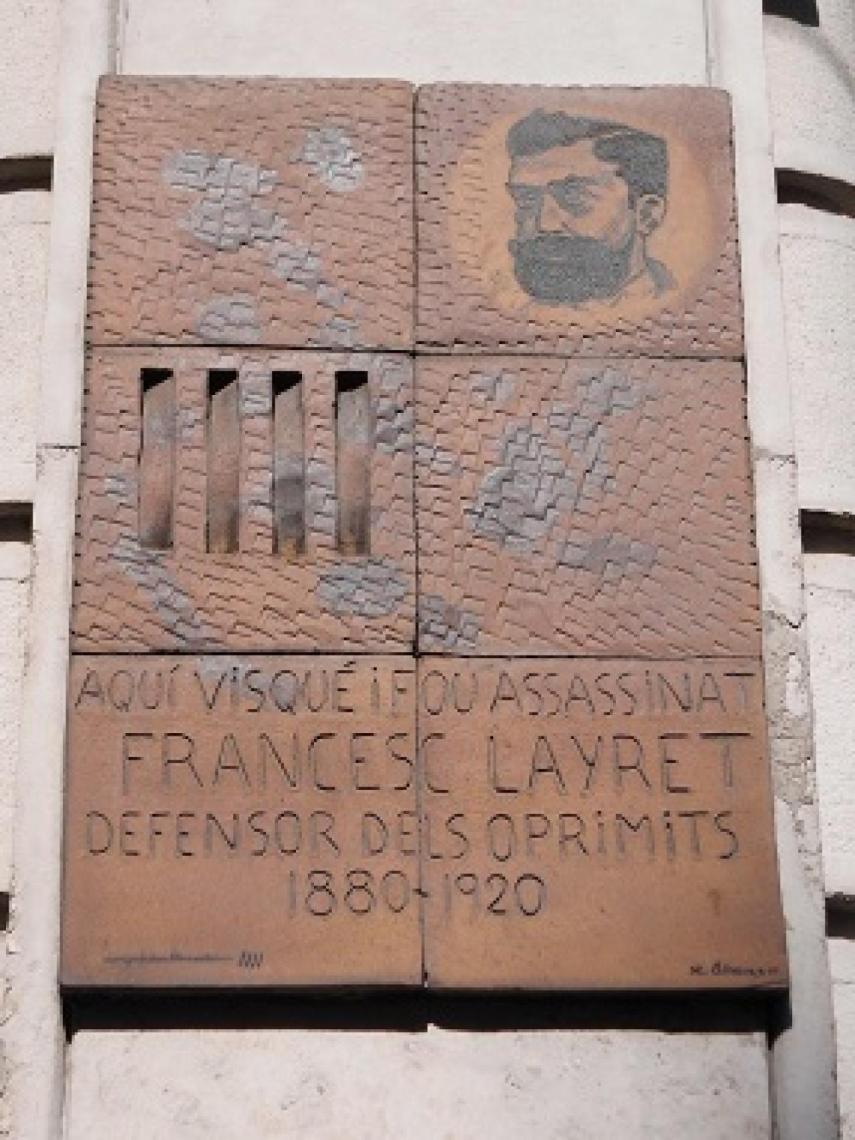 AQUÍ VISQUÉ i FOU ASSASSiNAT
FRANCESC LAYRET
DEFENSOR DELS OPRiMiTS
1880-1920